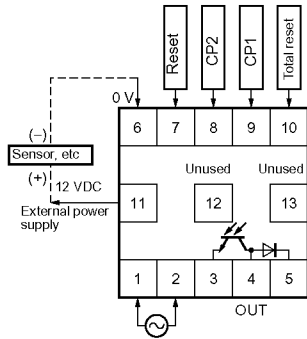 Reset
CP2
CP1
Total reset
0 V
(−)
6 7 8 9 10
Sensor, etc
(+)
12 VDC
Unused Unused
11 12 13
External power
supply
1 2 3 4 5
OUT